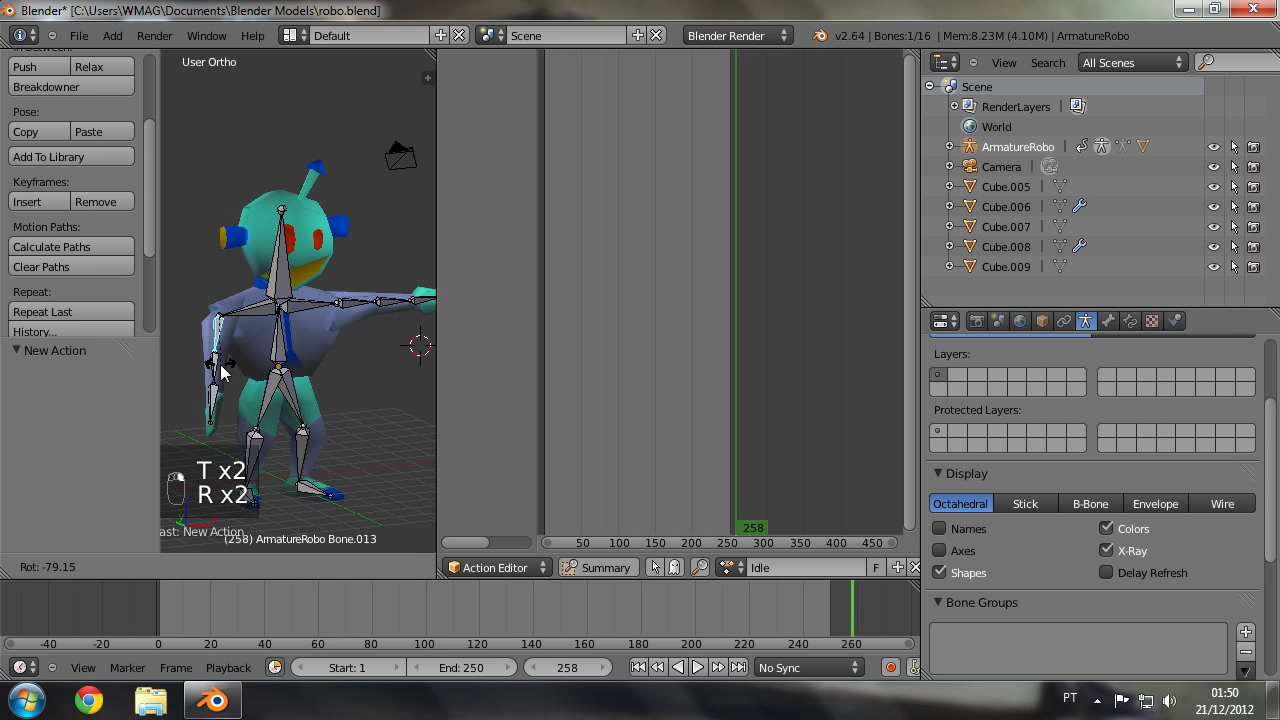 Blender* [C:\Users\WMAG\Documents\Blender Models\robo.blend]
File Add Render Window Help Default Scene Blender Render v2.64 | Bones:1/16 | Mem:8.23M (4.10M) | ArmatureRobo
Push Relax
Breakdowner
Pose:
Copy Paste
Add To Library
Keyframes:
Insert Remove
Motion Paths:
Calculate Paths
Clear Paths
Repeat:
Repeat Last
History...
New Action
User Ortho
T x2
R x2
ast: New Action
(258) ArmatureRobo Bone.013
Rot: -79.15
258
50 100 150 200 250 300 350 400 450
Action Editor Summary Idle F
View Search All Scenes
Scene
RenderLayers
World
ArmatureRobo
Camera
Cube.005
Cube.006
Cube.007
Cube.008
Cube.009
Layers:
Protected Layers:
Display
Octahedral Stick B-Bone Envelope Wire
Names Colors
Axes X-Ray
Shapes Delay Refresh
Bone Groups
-40 -20 0 20 40 60 80 100 120 140 160 180 200 220 240 260
View Marker Frame Playback Start: 1 End: 250 258 No Sync
PT 01:50
21/12/2012